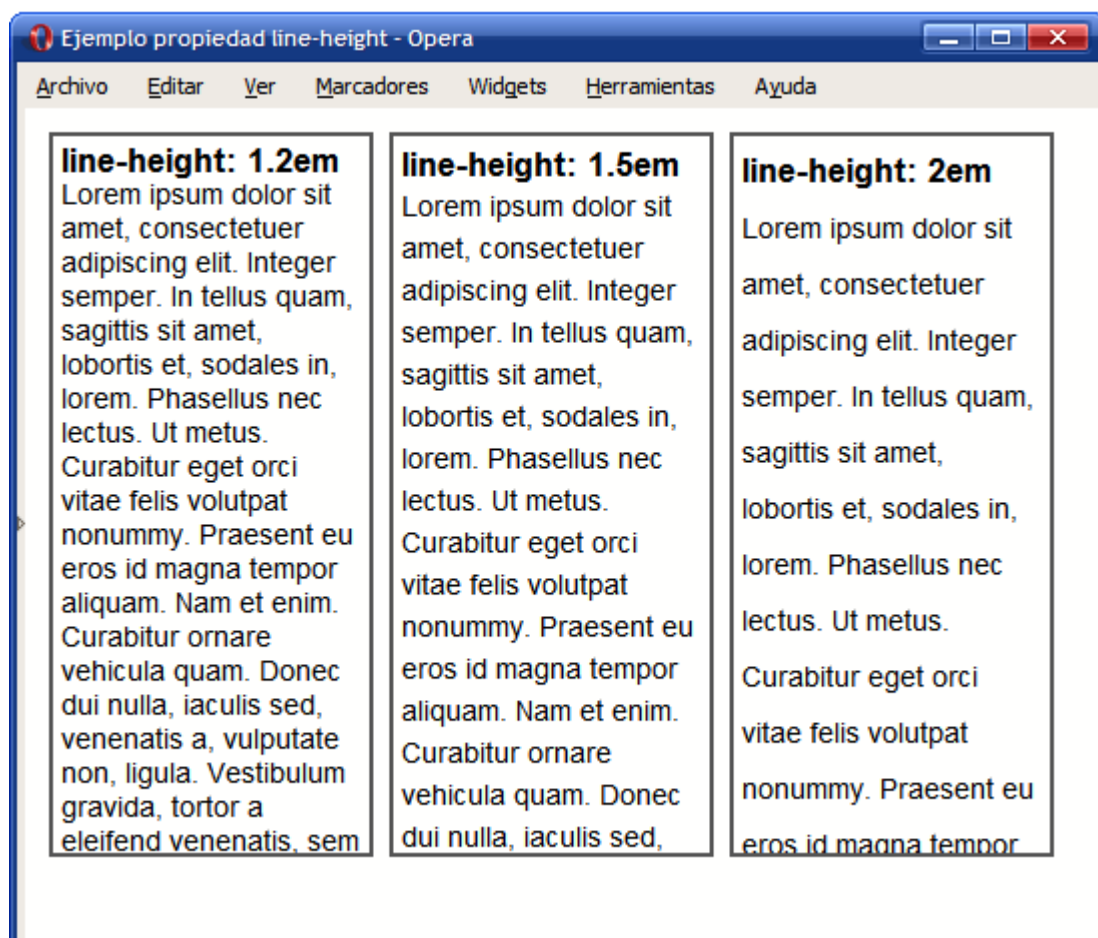 Ejemplo propiedad line-height - Opera
Archivo Editar Ver Marcadores Widgets Herramientas Ayuda
line-height: 1.2em
Lorem ipsum dolor sit
amet, consectetuer
adipiscing elit. Integer
semper. In tellus quam,
sagittis sit amet,
lobortis et, sodales in,
lorem. Phasellus nec
lectus. Ut metus.
Curabitur eget orci
vitae felis volutpat
nonummy. Praesent eu
eros id magna tempor
aliquam. Nam et enim.
Curabitur ornare
vehicula quam. Donec
dui nulla, iaculis sed,
venenatis a, vulputate
non, ligula. Vestibulum
gravida, tortor a
eleifend venenatis, sem
line-height: 1.5em
Lorem ipsum dolor sit
amet, consectetuer
adipiscing elit. Integer
semper. In tellus quam,
sagittis sit amet,
lobortis et, sodales in,
lorem. Phasellus nec
lectus. Ut metus.
Curabitur eget orci
vitae felis volutpat
nonummy. Praesent eu
eros id magna tempor
aliquam. Nam et enim.
Curabitur ornare
vehicula quam. Donec
dui nulla, iaculis sed,
line-height: 2em
Lorem ipsum dolor sit
amet, consectetuer
adipiscing elit. Integer
semper. In tellus quam,
sagittis sit amet,
lobortis et, sodales in,
lorem. Phasellus nec
lectus. Ut metus.
Curabitur eget orci
vitae felis volutpat
nonummy. Praesent eu
eros id magna tempor